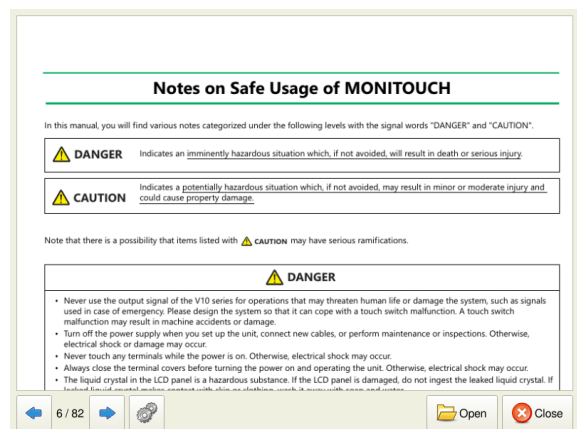 Notes on Safe Usage of MONITOUCH
In this manual, you will find various notes categorized under the following levels with the signal words "DANGER" and "CAUTION".
DANGER Indicates an imminently hazardous situation which, if not avoided, will result in death or serious injury.
Indicates a potentially hazardous situation which, if not avoided, may result in minor or moderate injury and
CAUTION could cause property damage.
Note that there is a possibility that items listed with CAUTION may have serious ramifications.
DANGER
• Never use the output signal of the V10 series for operations that may threaten human life or damage the system, such as signals
used in case of emergency. Please design the system so that it can cope with a touch switch malfunction. A touch switch
malfunction may result in machine accidents or damage.
• Turn off the power supply when you set up the unit, connect new cables, or perform maintenance or inspections. Otherwise,
electrical shock or damage may occur.
• Never touch any terminals while the power is on. Otherwise, electrical shock may occur.
• Always close the terminal covers before turning the power on and operating the unit. Otherwise, electrical shock may occur.
• The liquid crystal in the LCD panel is a hazardous substance. If the LCD panel is damaged, do not ingest the leaked liquid crystal. If
6 / 82 Open Close